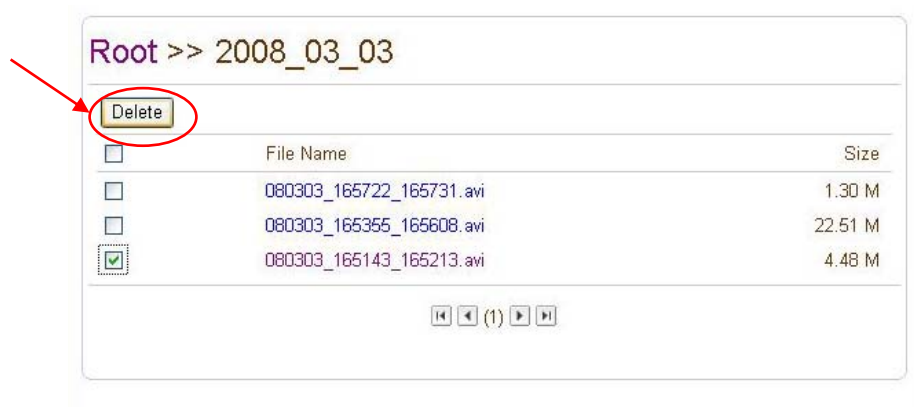 Root >> 2008_03_03
Delete
File Name Size
080303_165722_165731.avi 1.30 M
080303_165355_165608.avi 22.51 M
080303_165143_165213.avi 4.48 M
(1)